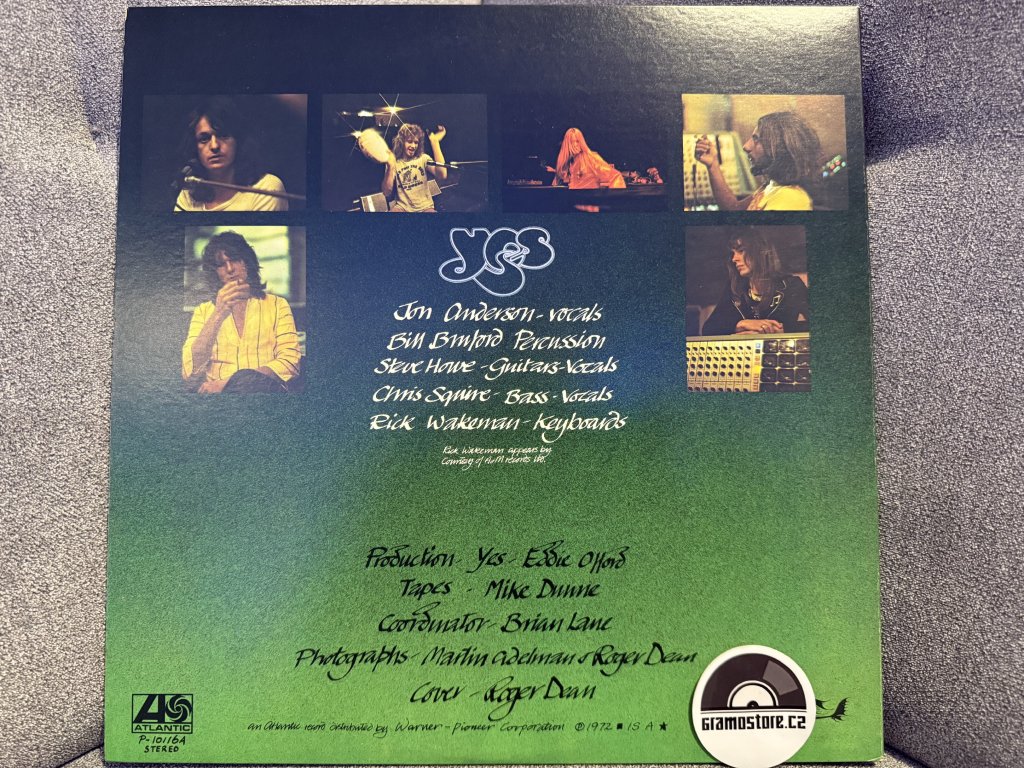 yes
Jon Anderson - vocals
Bill Bruford Percussion
Steve Howe - Guitars - Vocals
Chris Squire - Bass - Vocals
Rick Wakeman - Keyboards
Rick Wakeman appears by
Courtesy of A&M records Ltd.
Production - Yes - Eddie Offord
Tapes - Mike Dunne
Coordinator - Brian Lane
Photographs - Martin Adelman & Roger Dean
Cover - Roger Dean
an Atlantic record distributed by Warner - Pioneer Corporation ℗1972 ■ IS A ★
ATLANTIC
P-10116A
STEREO
GRAMOSTORE.CZ